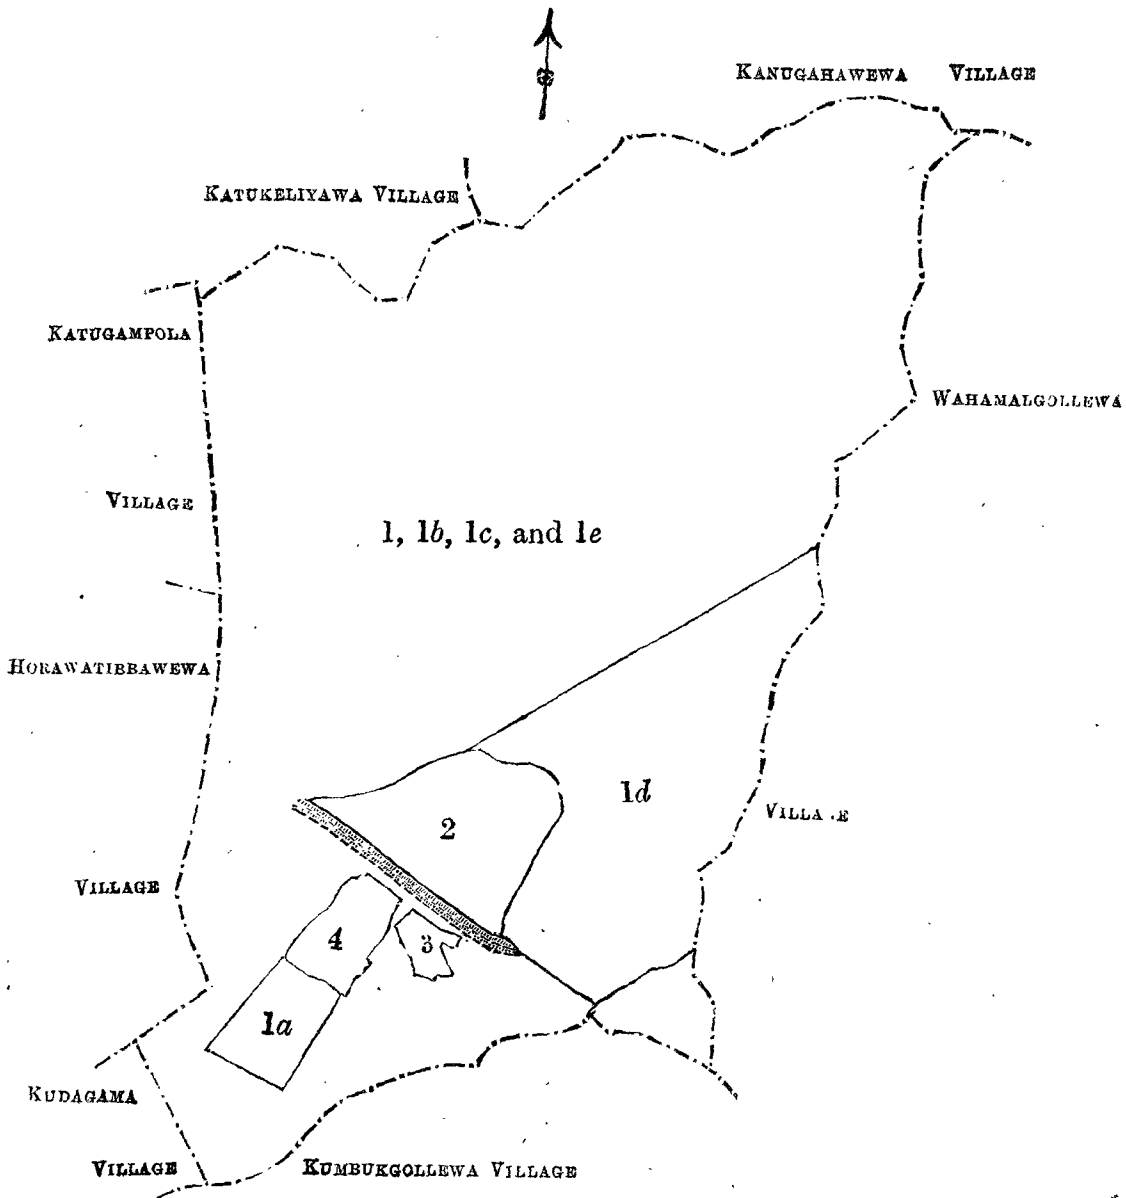 KANUGAHAWEWA VILLAGE
KATUKELIYAWA VILLAGE
KATUGAMPOLA
WAHAMALGOLLEWA
VILLAGE
1, 1b, 1c, and 1e
HORAWATIBBAWEWA
1d
VILLA .E
2
VILLAGE
4
3
1a
KUDAGAMA
VILLAGE
KUMBUKGOLLEWA VILLAGE